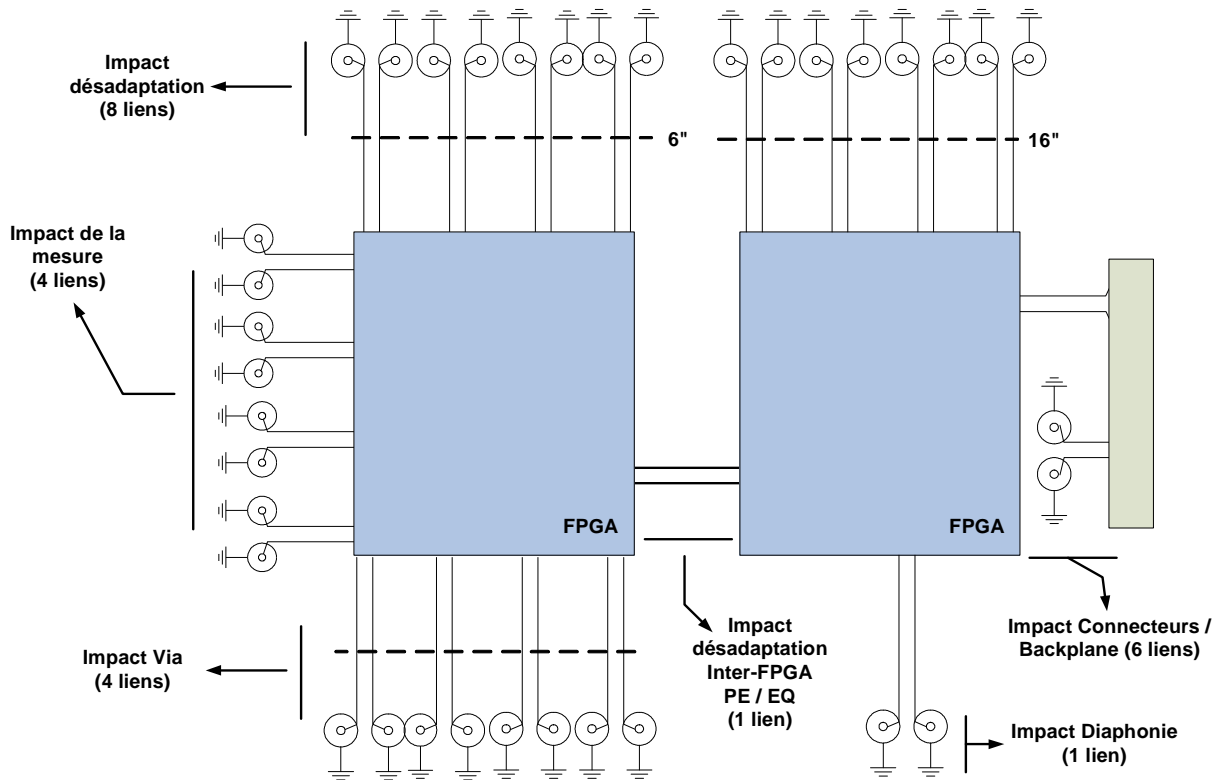 Impact
désadaptation
(8 liens)
6"
16"
Impact de la
mesure
(4 liens)
FPGA
FPGA
Impact Via
(4 liens)
Impact
désadaptation
Inter-FPGA
PE / EQ
(1 lien)
Impact Connecteurs /
Backplane (6 liens)
Impact Diaphonie
(1 lien)